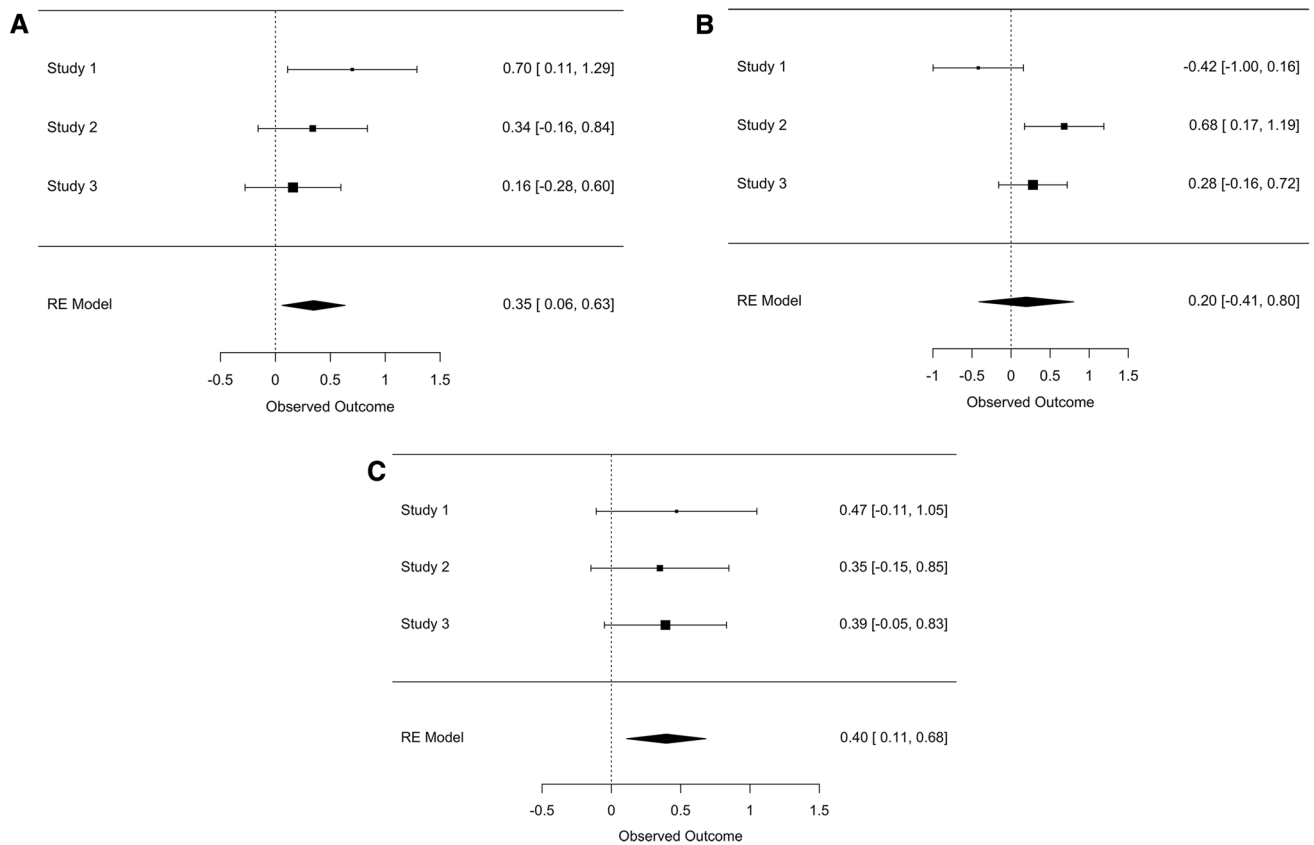 A
Study 1 0.70 [ 0.11, 1.29]
Study 2 0.34 [-0.16, 0.84]
Study 3 0.16 [-0.28, 0.60]
RE Model 0.35 [ 0.06, 0.63]
-0.5 0 0.5 1 1.5
Observed Outcome
B
Study 1 -0.42 [-1.00, 0.16]
Study 2 0.68 [ 0.17, 1.19]
Study 3 0.28 [-0.16, 0.72]
RE Model 0.20 [-0.41, 0.80]
-1 -0.5 0 0.5 1 1.5
Observed Outcome
C
Study 1 0.47 [-0.11, 1.05]
Study 2 0.35 [-0.15, 0.85]
Study 3 0.39 [-0.05, 0.83]
RE Model 0.40 [ 0.11, 0.68]
-0.5 0 0.5 1 1.5
Observed Outcome